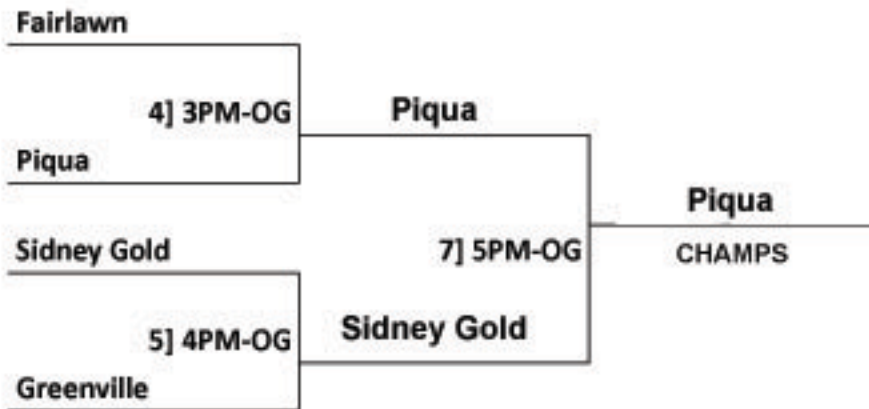 Fairlawn
4] 3PM-OG
Piqua
Piqua
Piqua
CHAMPS
Sidney Gold
7] 5PM-OG
5] 4PM-OG
Sidney Gold
Greenville